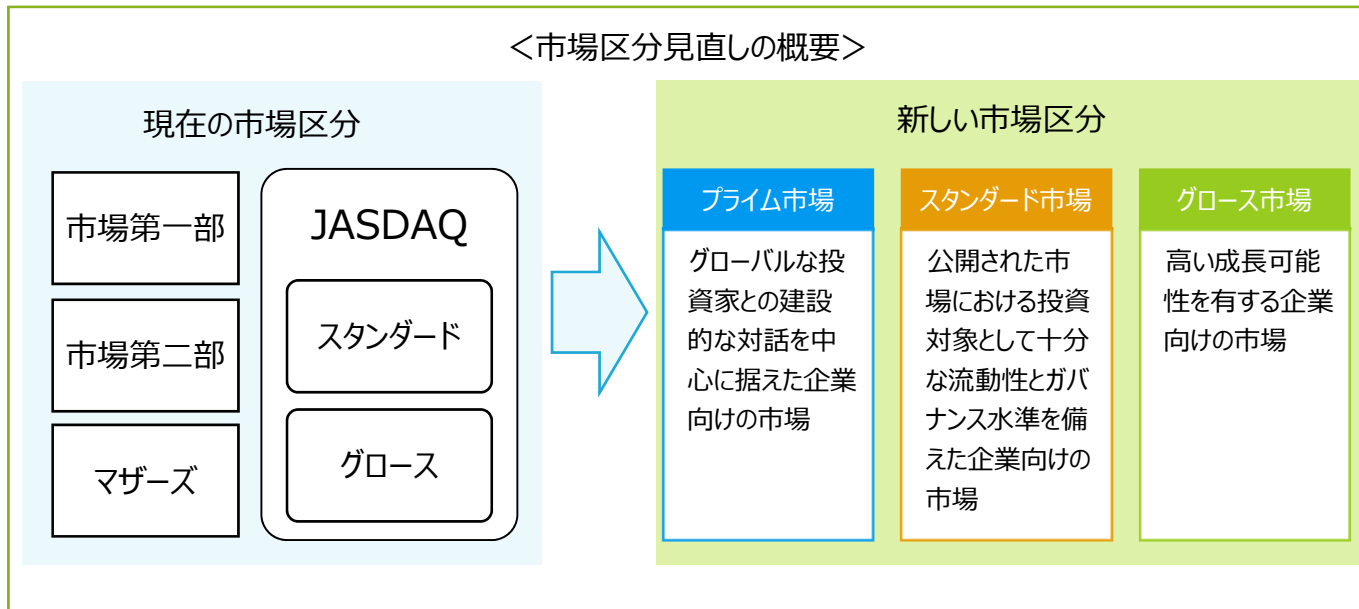 ＜市場区分見直しの概要＞
現在の市場区分
市場第一部
市場第二部
マザーズ
JASDAQ
スタンダード
グロース
新しい市場区分
プライム市場
グローバルな投
資家との建設
的な対話を中
心に据えた企業
向けの市場
スタンダード市場
公開された市
場における投資
対象として十分
な流動性とガバ
ナンス水準を備
えた企業向けの
市場
グロース市場
高い成長可能
性を有する企業
向けの市場